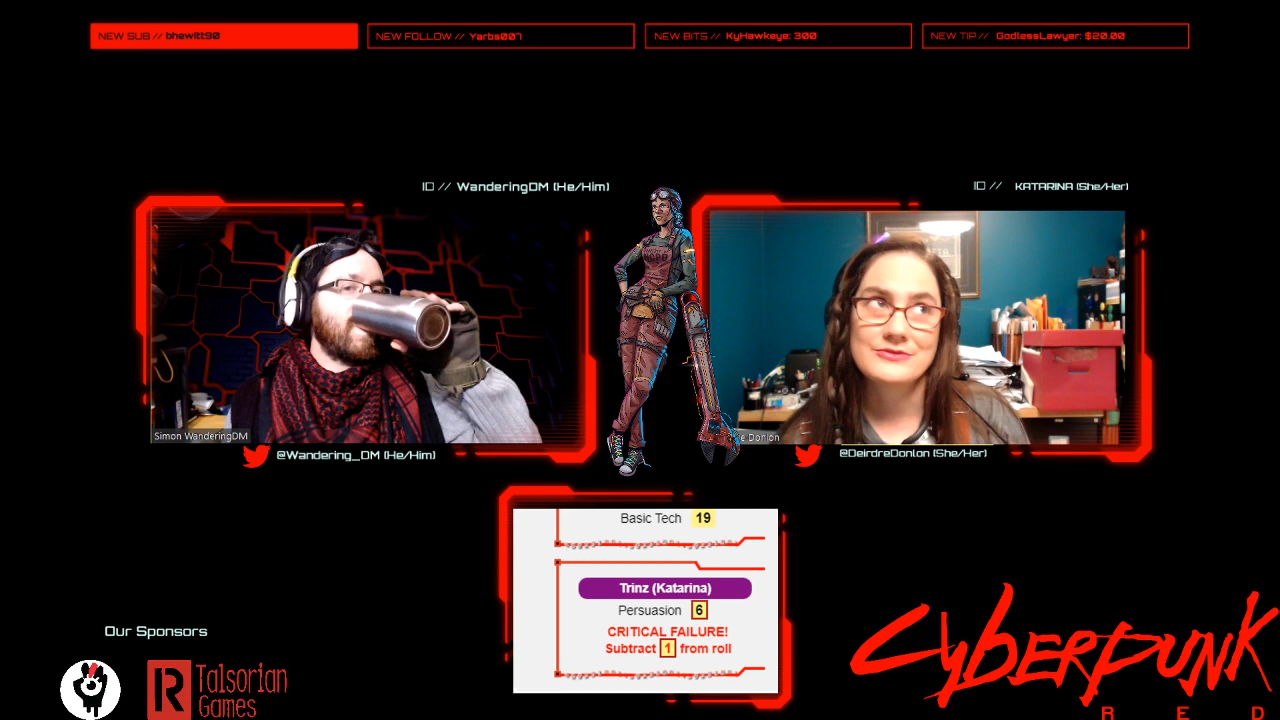 NEW SUB // bhewitt90
NEW FOLLOW // Yarbs007
NEW BITS // KyHawkeye: 300
NEW TIP // GodlessLawyer: $20.00
ID // WanderingDM (He/Him)
ID // KATARINA (She/Her)
Simon WanderingDM
e Donlon
@Wandering_DM (He/Him)
@DeirdreDonlon (She/Her)
Basic Tech 19
Trinz (Katarina)
Persuasion 6
CRITICAL FAILURE!
Subtract 1 from roll
Our Sponsors
R Talsorian
Games
Cyberpunk
RED